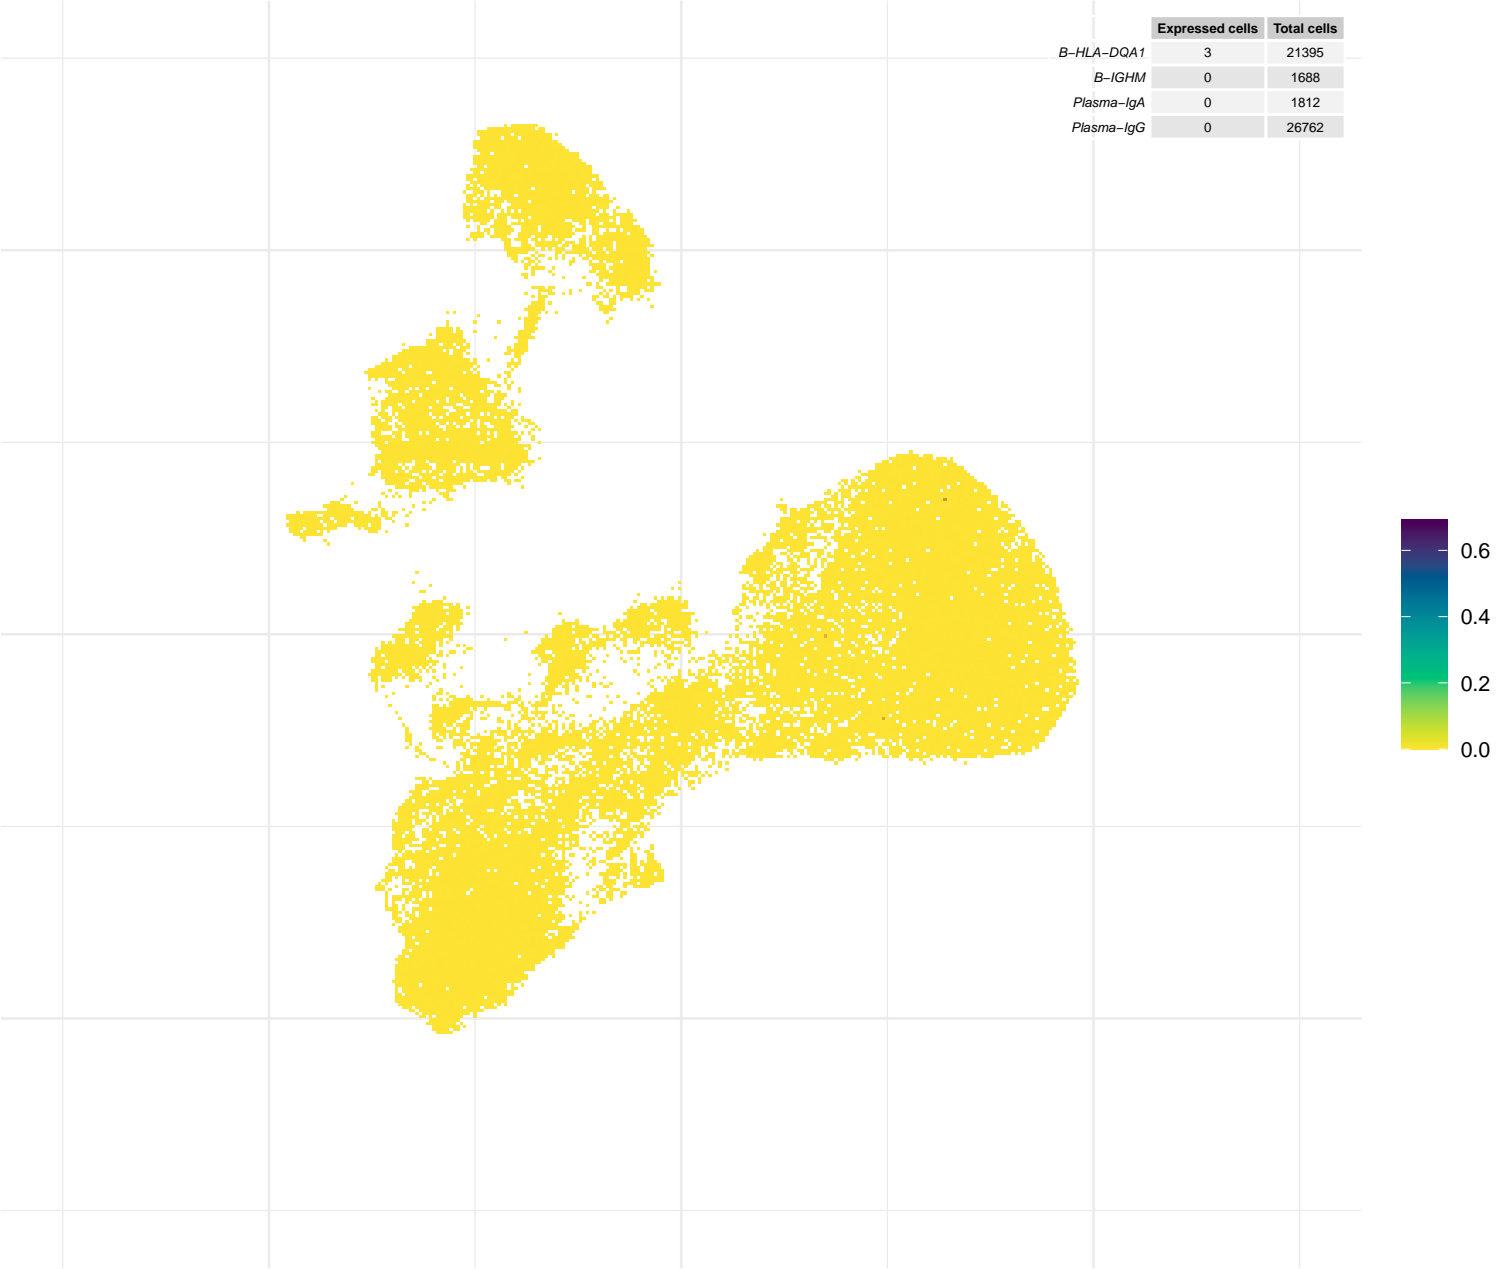 Expressed cells Total cells
B−HLA−DQA1 3 21395
B−IGHM 0 1688
Plasma−IgA 0 1812
Plasma−IgG 0 26762
0.6
0.4
0.2
0.0